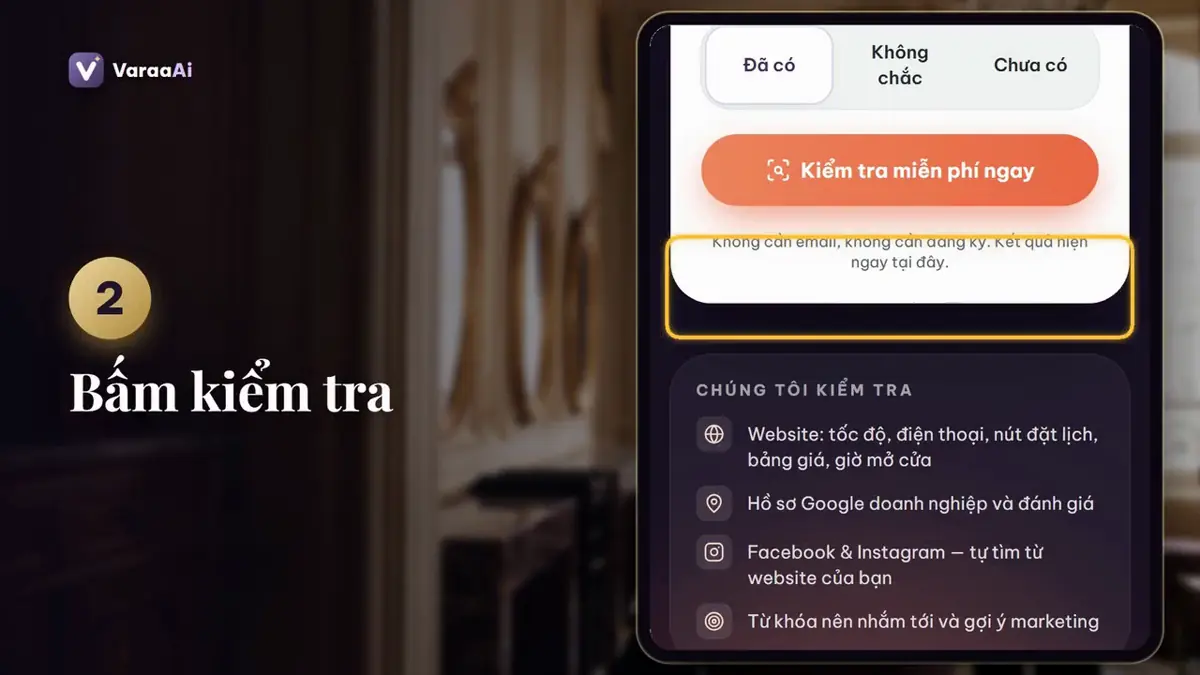 VaraaAi
2
Bấm kiểm tra
Đã có
Không
chắc
Chưa có
Kiểm tra miễn phí ngay
Không cần email, không cần đăng ký. Kết quả hiện
ngay tại đây.
CHÚNG TÔI KIỂM TRA
Website: tốc độ, điện thoại, nút đặt lịch,
bảng giá, giờ mở cửa
Hồ sơ Google doanh nghiệp và đánh giá
Facebook & Instagram — tự tìm từ
website của bạn
Từ khóa nên nhắm tới và gợi ý marketing